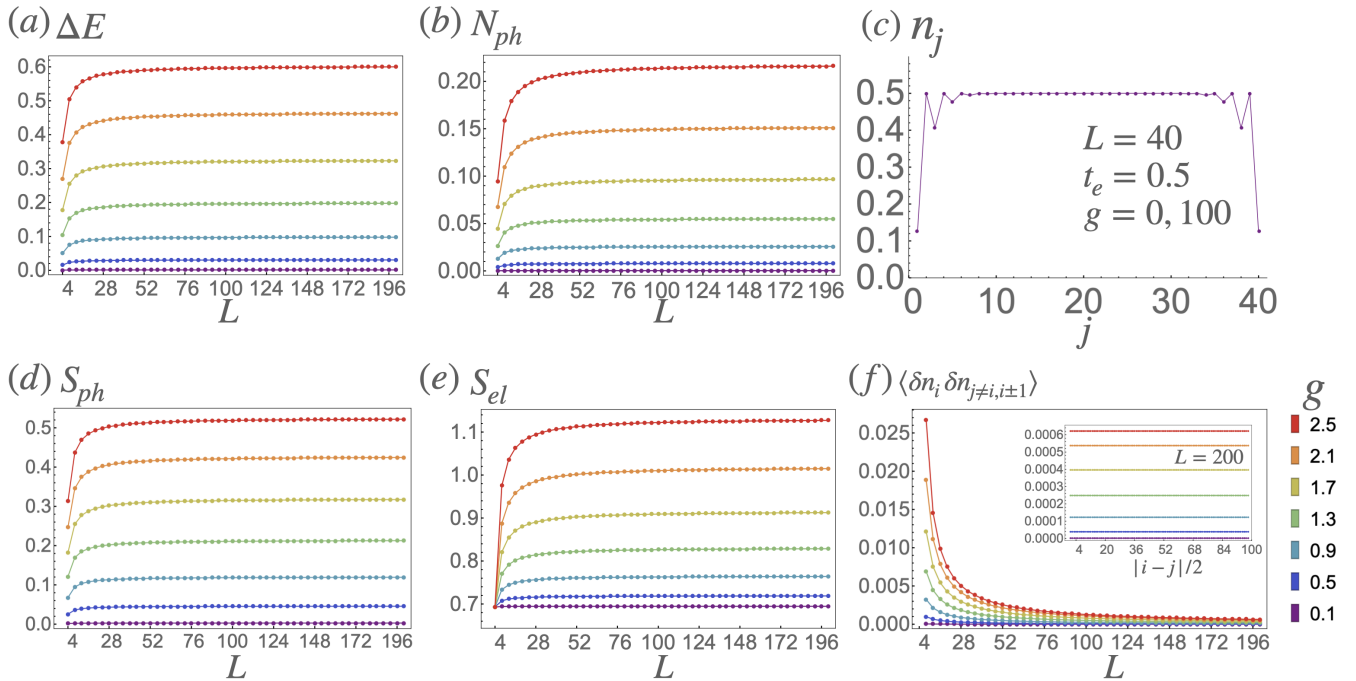 (a) ΔE
0.6
0.5
0.4
0.3
0.2
0.1
0.0
4 28 52 76 100 124 148 172 196
L
(b) N_ph
0.20
0.15
0.10
0.05
0.00
4 28 52 76 100 124 148 172 196
L
(c) n_j
0.5
0.4
0.3
0.2
0.1
0.0
L = 40
t_e = 0.5
g = 0, 100
0 10 20 30 40
j
(d) S_ph
0.5
0.4
0.3
0.2
0.1
0.0
4 28 52 76 100 124 148 172 196
L
(e) S_el
1.1
1.0
0.9
0.8
0.7
4 28 52 76 100 124 148 172 196
L
(f) ⟨δn_i δn_{j≠i,i±1}⟩
0.025
0.020
0.015
0.010
0.005
0.000
4 28 52 76 100 124 148 172 196
L
0.0006
0.0005
0.0004
0.0003
0.0002
0.0001
0.0000
L = 200
4 20 36 52 68 84 100
|i − j|/2
g
2.5
2.1
1.7
1.3
0.9
0.5
0.1